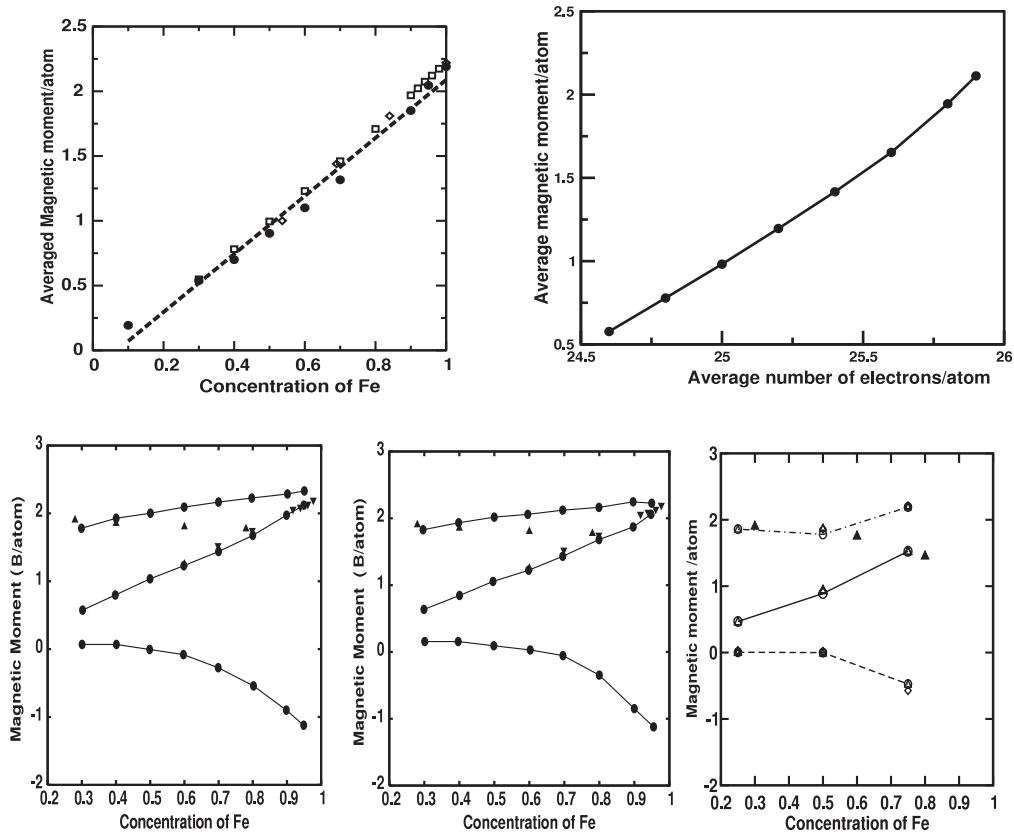 Averaged Magnetic moment/atom
2.5
2
1.5
1
0.5
0
0 0.2 0.4 0.6 0.8 1
Concentration of Fe
Average magnetic moment/atom
2.5
2
1.5
1
0.5
24.5 25 25.5 26
Average number of electrons/atom
Magnetic Moment ( B/atom)
3
2
1
0
-1
-2
0.2 0.3 0.4 0.5 0.6 0.7 0.8 0.9 1
Concentration of Fe
Magnetic Moment ( B/atom)
3
2
1
0
-1
-2
0.2 0.3 0.4 0.5 0.6 0.7 0.8 0.9 1
Concentration of Fe
Magnetic moment /atom
3
2
1
0
-1
-2
0.2 0.3 0.4 0.5 0.6 0.7 0.8 0.9 1
Concentration of Fe